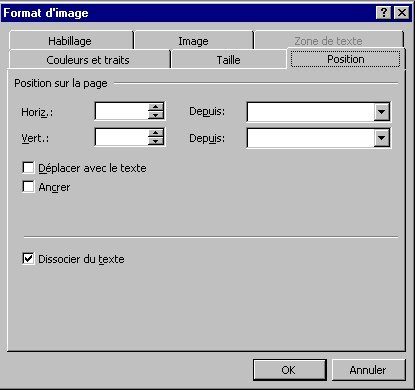 Format d'image
Habillage Image Zone de texte
Couleurs et traits Taille Position
Position sur la page
Horiz.: Depuis:
Vert.: Depuis:
Déplacer avec le texte
Ancrer
Dissocier du texte
OK Annuler